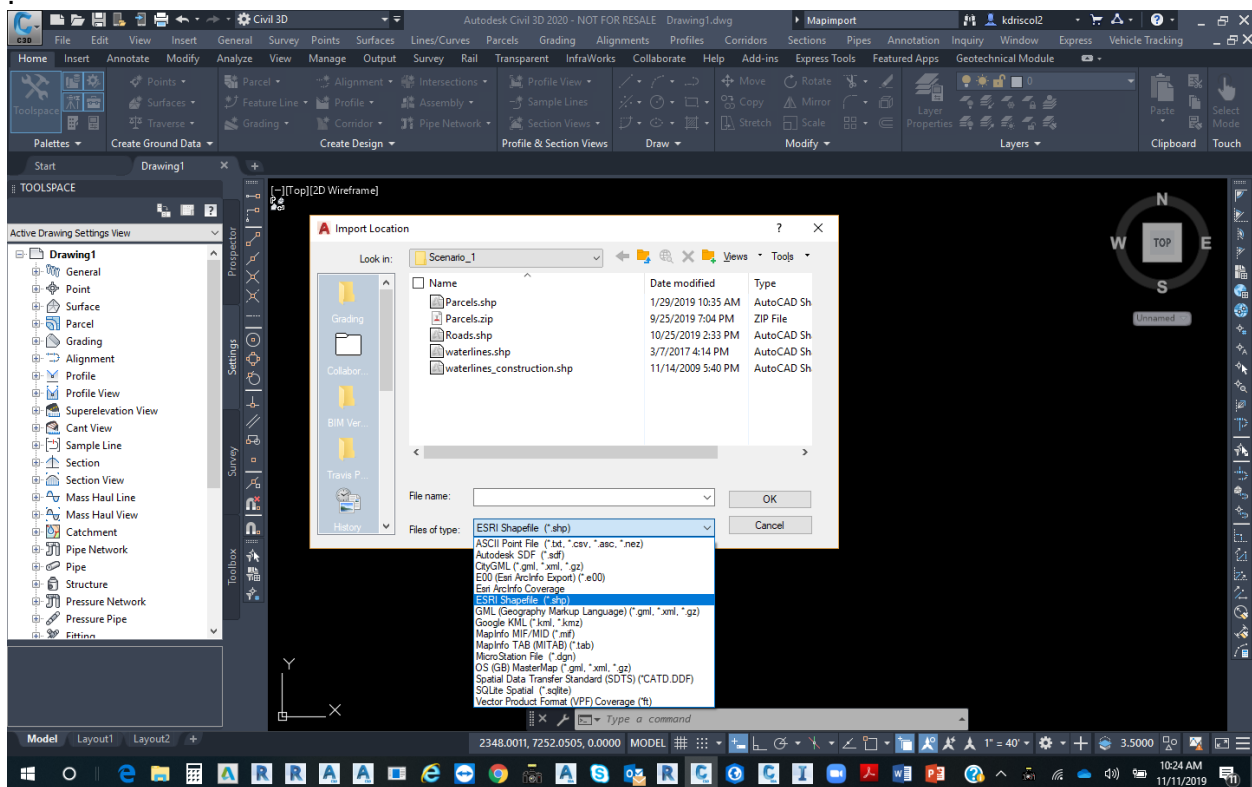 Civil 3D
Autodesk Civil 3D 2020 - NOT FOR RESALE Drawing1.dwg
Mapimport
kdriscol2
C3D
File Edit View Insert General Survey Points Surfaces Lines/Curves Parcels Grading Alignments Profiles Corridors Sections Pipes Annotation Inquiry Window Express Vehicle Tracking
Home Insert Annotate Modify Analyze View Manage Output Survey Rail Transparent InfraWorks Collaborate Help Add-ins Express Tools Featured Apps Geotechnical Module
Points Parcel Alignment Intersections Profile View Move Rotate 0
Toolspace Surfaces Feature Line Profile Assembly Sample Lines Copy Mirror Layer Properties Paste Select Mode
Traverse Grading Corridor Pipe Network Section Views Stretch Scale
Palettes Create Ground Data Create Design Profile & Section Views Draw Modify Layers Clipboard Touch
Start Drawing1
TOOLSPACE
[−][Top][2D Wireframe]
Active Drawing Settings View
Drawing1
General
Point
Surface
Parcel
Grading
Alignment
Profile
Profile View
Superelevation View
Cant View
Sample Line
Section
Section View
Mass Haul Line
Mass Haul View
Catchment
Pipe Network
Pipe
Structure
Pressure Network
Pressure Pipe
Fitting
Prospector
Settings
Survey
Toolbox
Import Location
Look in: Scenario_1 Views Tools
Name Date modified Type
Parcels.shp 1/29/2019 10:35 AM AutoCAD Sh
Parcels.zip 9/25/2019 7:04 PM ZIP File
Roads.shp 10/25/2019 2:33 PM AutoCAD Sh
waterlines.shp 3/7/2017 4:14 PM AutoCAD Sh
waterlines_construction.shp 11/14/2009 5:40 PM AutoCAD Sh
Grading
Collabor...
BIM Ver...
Travis P...
History
File name: OK
Files of type: ESRI Shapefile (*.shp) Cancel
ASCII Point File (*.txt, *.csv, *.asc, *.nez)
Autodesk SDF (*.sdf)
CityGML (*.gml, *.xml, *.gz)
E00 (Esri ArcInfo Export) (*.e00)
Esri ArcInfo Coverage
ESRI Shapefile (*.shp)
GML (Geography Markup Language) (*.gml, *.xml, *.gz)
Google KML (*.kml, *.kmz)
MapInfo MIF/MID (*.mif)
MapInfo TAB (MITAB) (*.tab)
MicroStation File (*.dgn)
OS (GB) MasterMap (*.gml, *.xml, *.gz)
Spatial Data Transfer Standard (SDTS) (*CATD.DDF)
SQLite Spatial (*.sqlite)
Vector Product Format (VPF) Coverage (*ft)
N
W TOP E
S
Unnamed
Y
X
Type a command
Model Layout1 Layout2 +
2348.0011, 7252.0505, 0.0000 MODEL 1" = 40' 3.5000
10:24 AM
11/11/2019